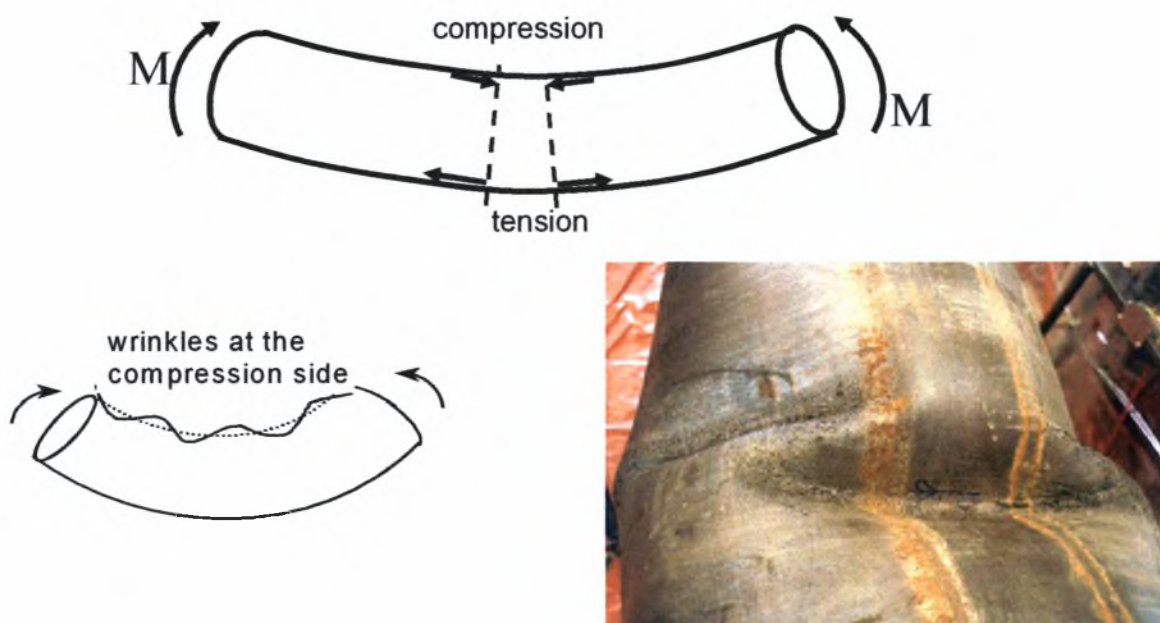 compression
M
M
tension
wrinkles at the
compression side